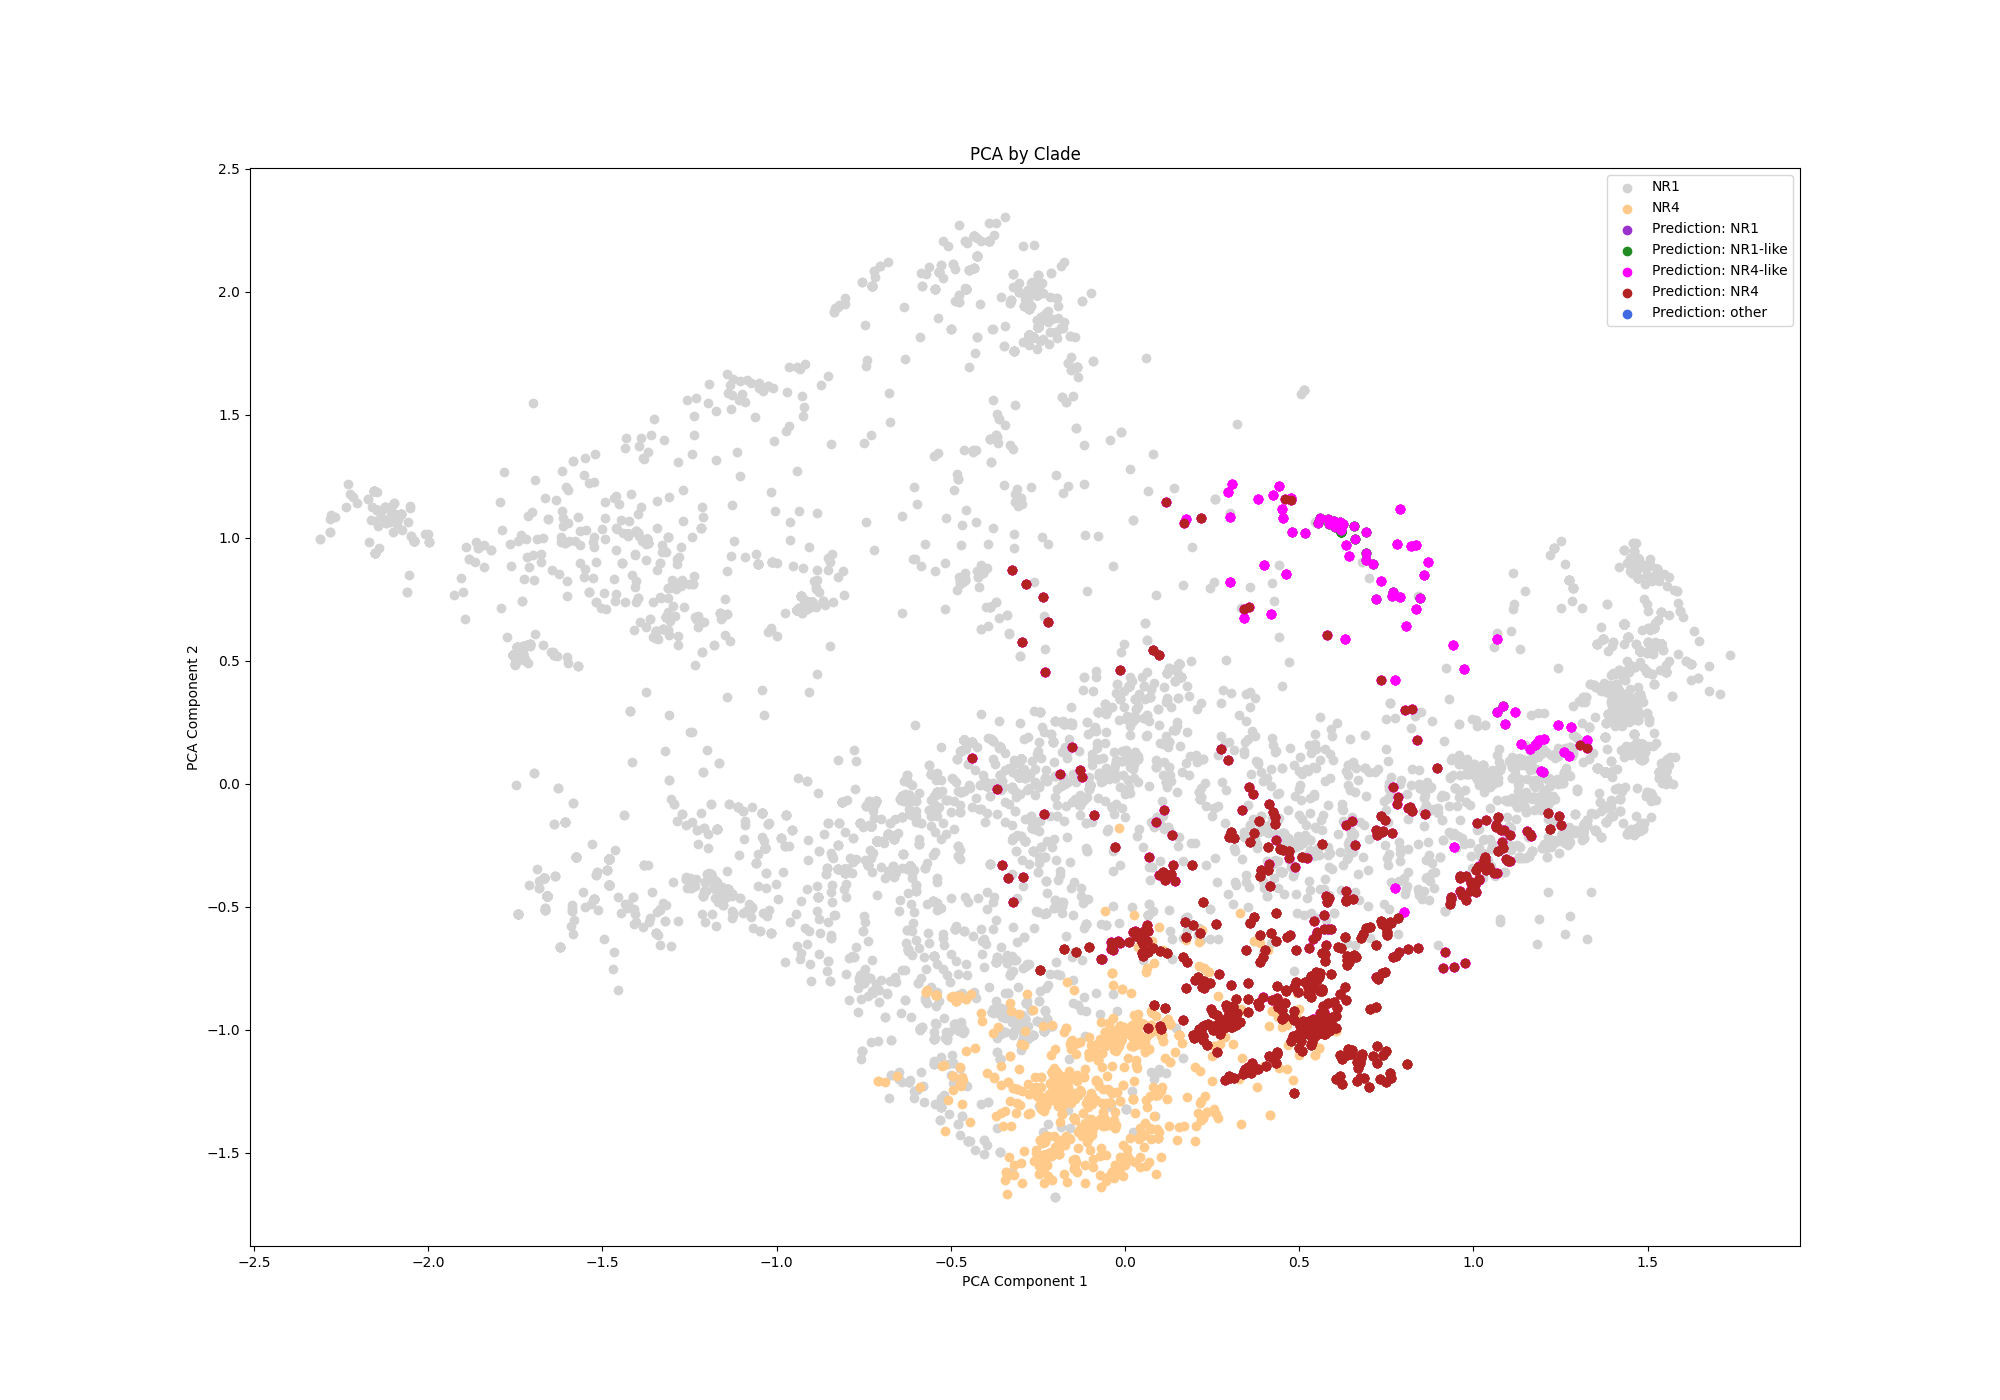 PCA by Clade
NR1
NR4
Prediction: NR1
Prediction: NR1-like
Prediction: NR4-like
Prediction: NR4
Prediction: other
PCA Component 2
2.5
2.0
1.5
1.0
0.5
0.0
−0.5
−1.0
−1.5
−2.5
−2.0
−1.5
−1.0
−0.5
0.0
0.5
1.0
1.5
PCA Component 1